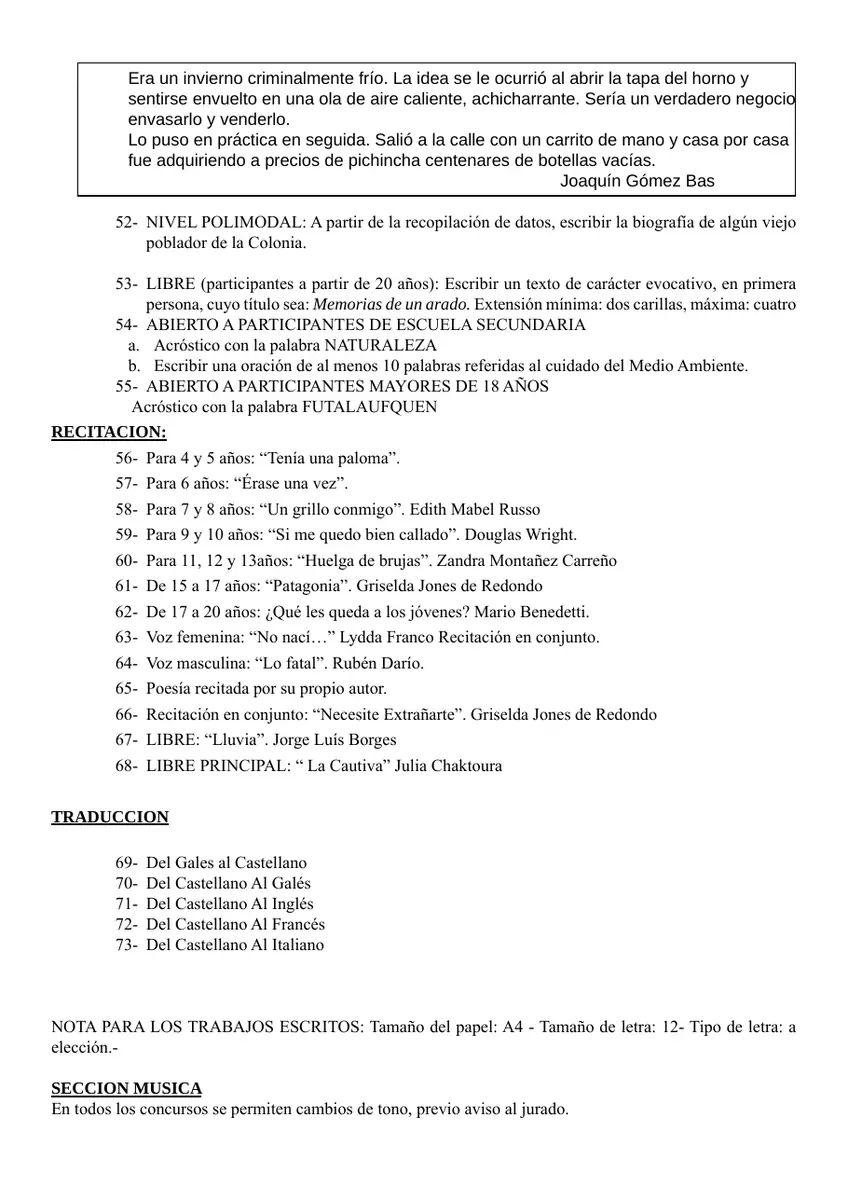 Era un invierno criminalmente frío. La idea se le ocurrió al abrir la tapa del horno y
sentirse envuelto en una ola de aire caliente, achicharrante. Sería un verdadero negocio
envasarlo y venderlo.
Lo puso en práctica en seguida. Salió a la calle con un carrito de mano y casa por casa
fue adquiriendo a precios de pichincha centenares de botellas vacías.
Joaquín Gómez Bas
52- NIVEL POLIMODAL: A partir de la recopilación de datos, escribir la biografía de algún viejo
poblador de la Colonia.
53- LIBRE (participantes a partir de 20 años): Escribir un texto de carácter evocativo, en primera
persona, cuyo título sea: Memorias de un arado. Extensión mínima: dos carillas, máxima: cuatro
54- ABIERTO A PARTICIPANTES DE ESCUELA SECUNDARIA
a. Acróstico con la palabra NATURALEZA
b. Escribir una oración de al menos 10 palabras referidas al cuidado del Medio Ambiente.
55- ABIERTO A PARTICIPANTES MAYORES DE 18 AÑOS
Acróstico con la palabra FUTALAUFQUEN
RECITACION:
56- Para 4 y 5 años: “Tenía una paloma”.
57- Para 6 años: “Érase una vez”.
58- Para 7 y 8 años: “Un grillo conmigo”. Edith Mabel Russo
59- Para 9 y 10 años: “Si me quedo bien callado”. Douglas Wright.
60- Para 11, 12 y 13años: “Huelga de brujas”. Zandra Montañez Carreño
61- De 15 a 17 años: “Patagonia”. Griselda Jones de Redondo
62- De 17 a 20 años: ¿Qué les queda a los jóvenes? Mario Benedetti.
63- Voz femenina: “No nací…” Lydda Franco Recitación en conjunto.
64- Voz masculina: “Lo fatal”. Rubén Darío.
65- Poesía recitada por su propio autor.
66- Recitación en conjunto: “Necesite Extrañarte”. Griselda Jones de Redondo
67- LIBRE: “Lluvia”. Jorge Luís Borges
68- LIBRE PRINCIPAL: “ La Cautiva” Julia Chaktoura
TRADUCCION
69- Del Gales al Castellano
70- Del Castellano Al Galés
71- Del Castellano Al Inglés
72- Del Castellano Al Francés
73- Del Castellano Al Italiano
NOTA PARA LOS TRABAJOS ESCRITOS: Tamaño del papel: A4 - Tamaño de letra: 12- Tipo de letra: a
elección.-
SECCION MUSICA
En todos los concursos se permiten cambios de tono, previo aviso al jurado.